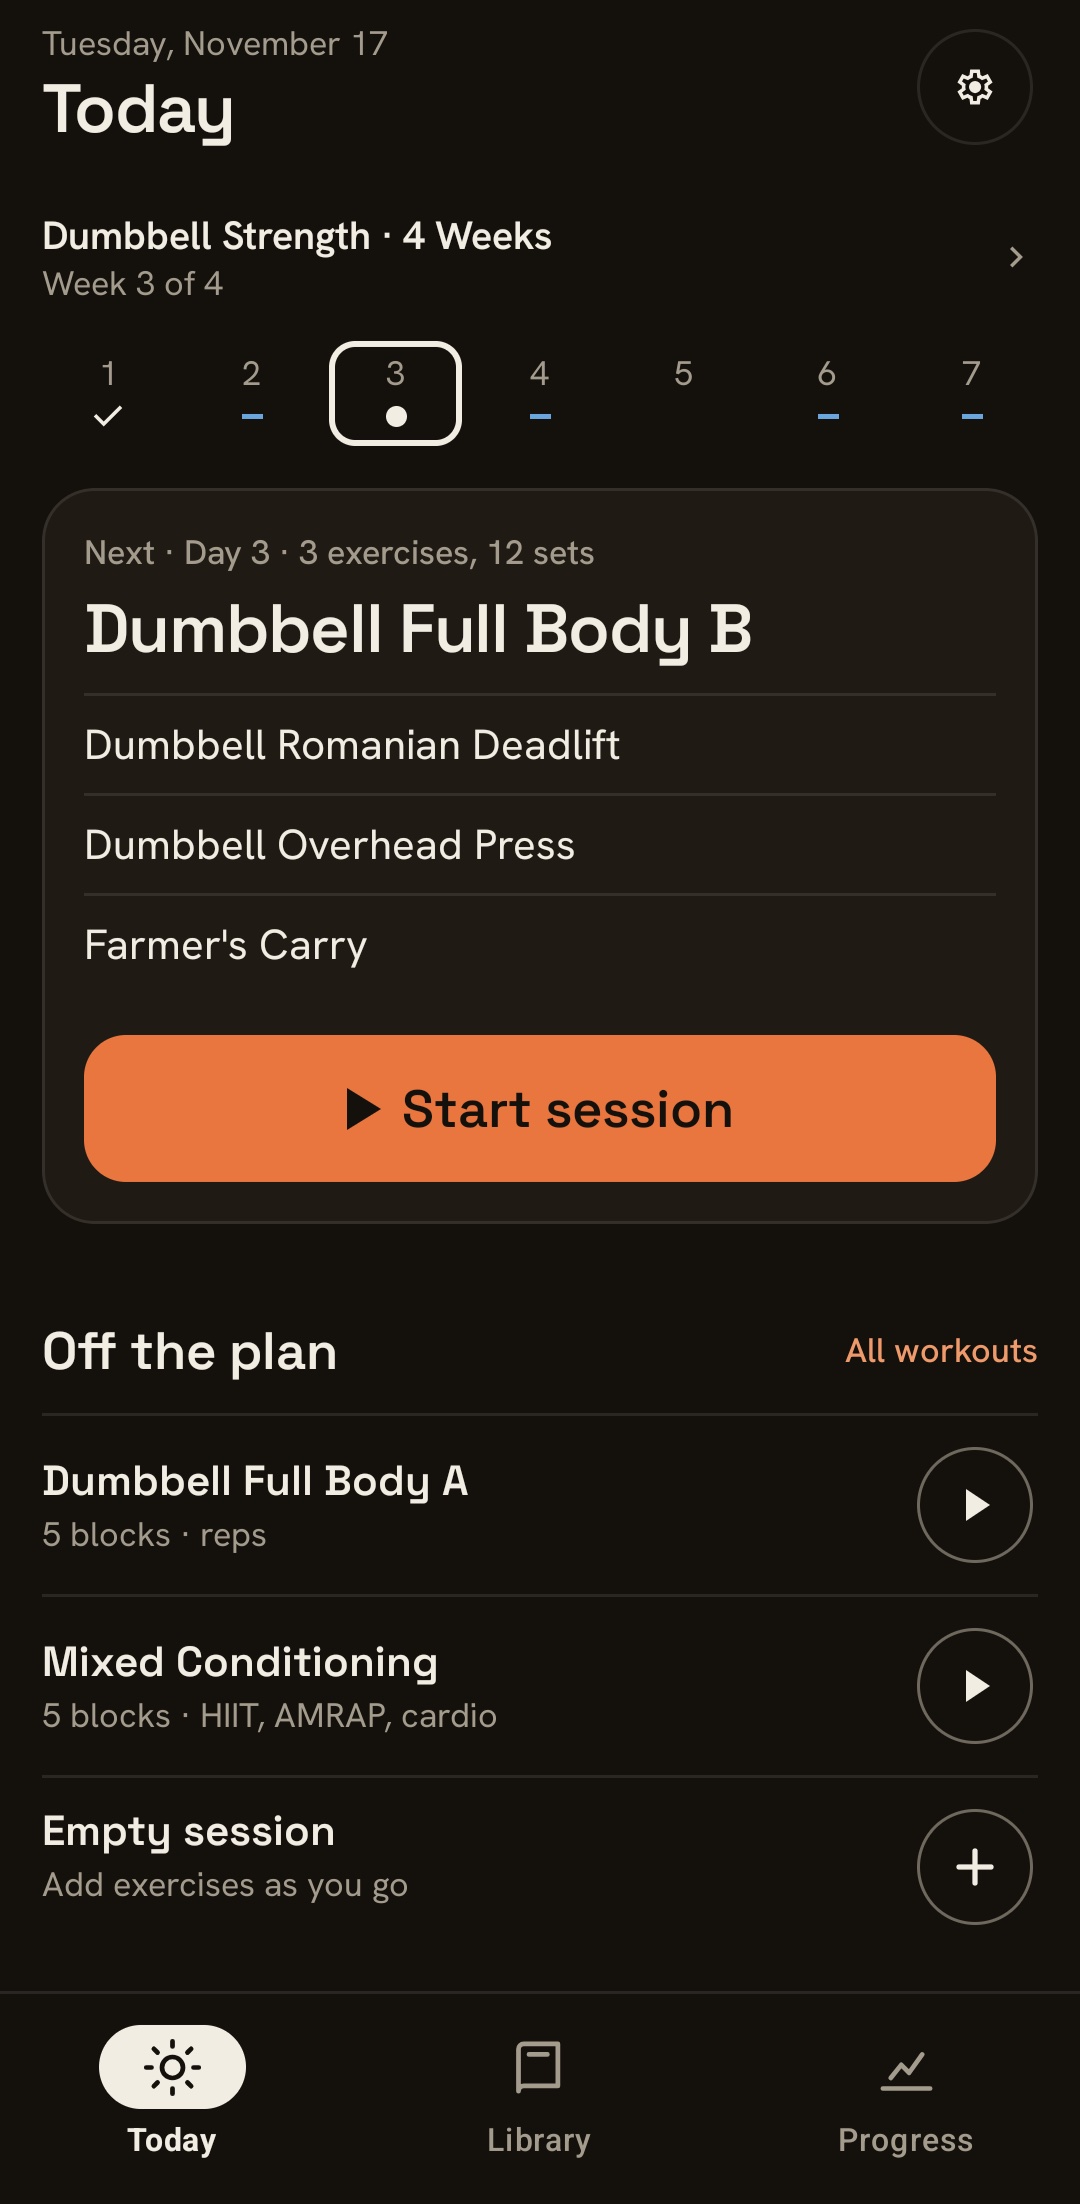 Tuesday, November 17
Today
Dumbbell Strength · 4 Weeks
Week 3 of 4
1 2 3 4 5 6 7
Next · Day 3 · 3 exercises, 12 sets
Dumbbell Full Body B
Dumbbell Romanian Deadlift
Dumbbell Overhead Press
Farmer's Carry
Start session
Off the plan
All workouts
Dumbbell Full Body A
5 blocks · reps
Mixed Conditioning
5 blocks · HIIT, AMRAP, cardio
Empty session
Add exercises as you go
Today Library Progress